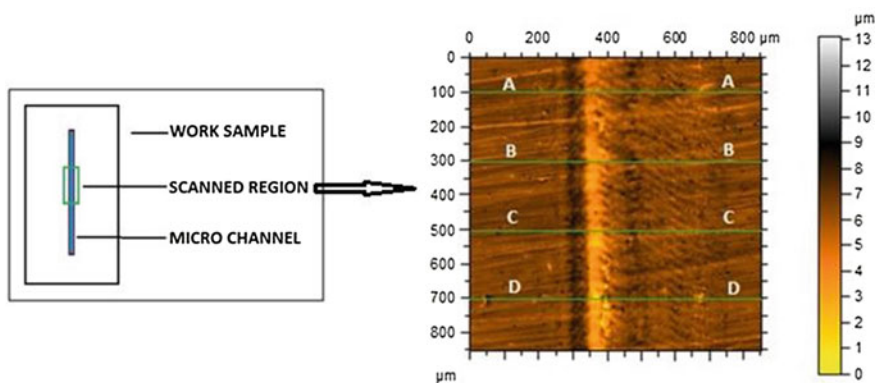 WORK SAMPLE
SCANNED REGION
MICRO CHANNEL
0 200 400 600 800 µm
0
100
200
300
400
500
600
700
800
µm
A A
B B
C C
D D
µm
13
12
11
10
9
8
7
6
5
4
3
2
1
0